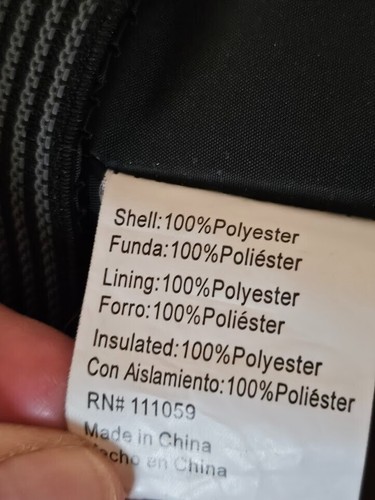 Shell:100%Polyester
Funda:100%Poliéster
Lining:100%Polyester
Forro:100%Poliéster
Insulated:100%Polyester
Con Aislamiento:100%Poliéster
RN# 111059
Made in China
Hecho en China